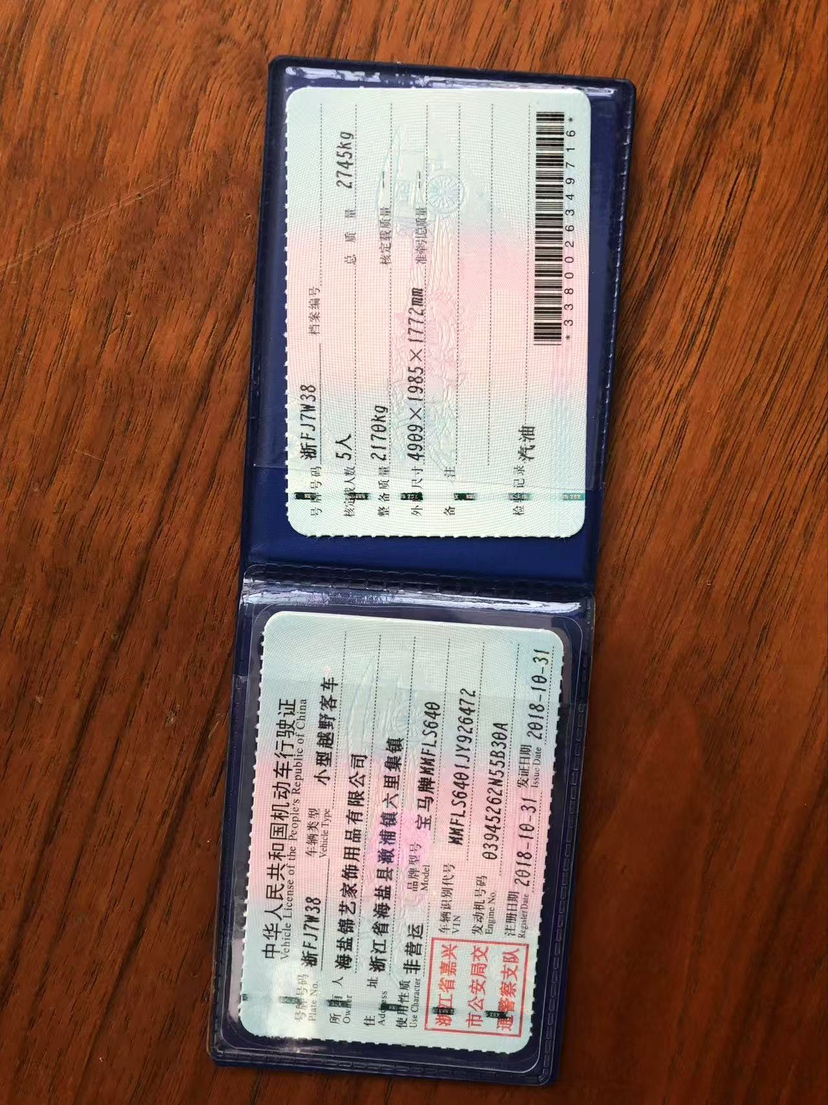 中华人民共和国机动车行驶证
Vehicle License of the People's Republic of China
号牌号码 浙FJ7W38 车辆类型 小型越野客车
Plate No. Vehicle Type
所有人 海盐锦艺家饰用品有限公司
Owner
住址 浙江省海盐县澉浦镇六里集镇
Address
使用性质 非营运 品牌型号 宝马牌WMFLS640
Use Character Model
浙江省嘉兴
市公安局交
通警察支队
车辆识别代号 WMFLS6401JY926472
VIN
发动机号码 03945262N55B30A
Engine No.
注册日期 2018-10-31 发证日期 2018-10-31
Register Date Issue Date
号牌号码 浙FJ7W38 档案编号
核定载人数 5人 总质量 2745kg
整备质量 2170kg 核定载质量 --
外廓尺寸 4909×1985×1772mm 准牵引总质量 --
备注
检验记录 汽油
*3380026349716*